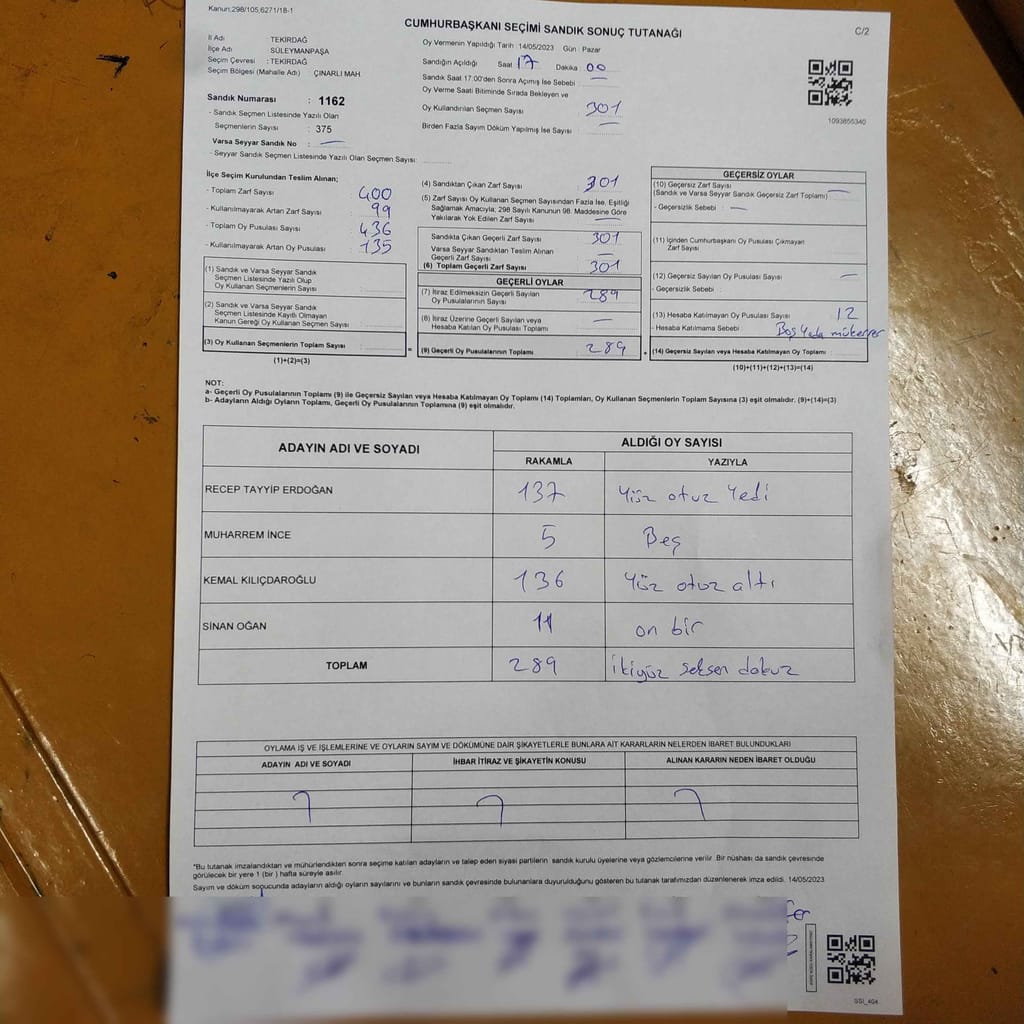 Kanun:298/105;6271/18-1
CUMHURBAŞKANI SEÇİMİ SANDIK SONUÇ TUTANAĞI
C/2
İl Adı TEKİRDAĞ
İlçe Adı SÜLEYMANPAŞA
Seçim Çevresi : TEKİRDAĞ
Seçim Bölgesi (Mahalle Adı) ÇINARLI MAH
Sandık Numarası : 1162
- Sandık Seçmen Listesinde Yazılı Olan
Seçmenlerin Sayısı : 375
Varsa Seyyar Sandık No : —
- Seyyar Sandık Seçmen Listesinde Yazılı Olan Seçmen Sayısı:
Oy Vermenin Yapıldığı Tarih :14/05/2023 Gün : Pazar
Sandığın Açıldığı Saat 17 Dakika 00
Sandık Saat 17:00'den Sonra Açımış İse Sebebi : —
Oy Verme Saati Bitiminde Sırada Bekleyen ve
Oy Kullandırılan Seçmen Sayısı : 301
Birden Fazla Sayım Döküm Yapılmış İse Sayısı : —
1093855340
İlçe Seçim Kurulundan Teslim Alınan;
- Toplam Zarf Sayısı : 400
- Kullanılmayarak Artan Zarf Sayısı : 99
- Toplam Oy Pusulası Sayısı : 436
- Kullanılmayarak Artan Oy Pusulası : 135
(1) Sandık ve Varsa Seyyar Sandık
Seçmen Listesinde Yazılı Olup
Oy Kullanan Seçmenlerin Sayısı :
(2) Sandık ve Varsa Seyyar Sandık
Seçmen Listesinde Kayıtlı Olmayan
Kanun Gereği Oy Kullanan Seçmen Sayısı :
(3) Oy Kullanan Seçmenlerin Toplam Sayısı :
(1)+(2)=(3)
(4) Sandıktan Çıkan Zarf Sayısı : 301
(5) Zarf Sayısı Oy Kullanan Seçmen Sayısından Fazla İse, Eşitliği
Sağlamak Amacıyla, 298 Sayılı Kanunun 98. Maddesine Göre
Yakılarak Yok Edilen Zarf Sayısı : —
Sandıkta Çıkan Geçerli Zarf Sayısı : 301
Varsa Seyyar Sandıktan Teslim Alınan
Geçerli Zarf Sayısı : —
(6) Toplam Geçerli Zarf Sayısı : 301
GEÇERLİ OYLAR
(7) İtiraz Edilmeksizin Geçerli Sayılan
Oy Pusulalarının Sayısı : 289
(8) İtiraz Üzerine Geçerli Sayılan veya
Hesaba Katılan Oy Pusulası Toplamı : —
(9) Geçerli Oy Pusulalarının Toplamı : 289
GEÇERSİZ OYLAR
(10) Geçersiz Zarf Sayısı
(Sandık ve Varsa Seyyar Sandık Geçersiz Zarf Toplamı) —
- Geçersizlik Sebebi : —
(11) İçinden Cumhurbaşkanı Oy Pusulası Çıkmayan
Zarf Sayısı
(12) Geçersiz Sayılan Oy Pusulası Sayısı : —
- Geçersizlik Sebebi :
(13) Hesaba Katılmayan Oy Pusulası Sayısı : 12
- Hesaba Katılmama Sebebi : Boş yada mükerrer
(14) Geçersiz Sayılan veya Hesaba Katılmayan Oy Toplamı :
(10)+(11)+(12)+(13)=(14)
NOT:
a- Geçerli Oy Pusulalarının Toplamı (9) ile Geçersiz Sayılan veya Hesaba Katılmayan Oy Toplamı (14) Toplamları, Oy Kullanan Seçmenlerin Toplam Sayısına (3) eşit olmalıdır. (9)+(14)=(3)
b- Adayların Aldığı Oyların Toplamı, Geçerli Oy Pusulalarının Toplamına (9) eşit olmalıdır.
ADAYIN ADI VE SOYADI
ALDIĞI OY SAYISI
RAKAMLA YAZIYLA
RECEP TAYYİP ERDOĞAN 137 Yüz otuz Yedi
MUHARREM İNCE 5 Beş
KEMAL KILIÇDAROĞLU 136 Yüz otuz altı
SİNAN OĞAN 11 on bir
TOPLAM 289 ikiyüz seksen dokuz
OYLAMA İŞ VE İŞLEMLERİNE VE OYLARIN SAYIM VE DÖKÜMÜNE DAİR ŞİKAYETLERLE BUNLARA AİT KARARLARIN NELERDEN İBARET BULUNDUKLARI
ADAYIN ADI VE SOYADI İHBAR İTİRAZ VE ŞİKAYETİN KONUSU ALINAN KARARIN NEDEN İBARET OLDUĞU
"Bu tutanak imzalandıktan ve mühürlendikten sonra seçime katılan adayların ve talep eden siyasi partilerin sandık kurulu üyelerine veya gözlemcilerine verilir. Bir nüshası da sandık çevresinde
görülecek bir yere 1 (bir ) hafta süreyle asılır.
Sayım ve döküm sonucunda adayların aldığı oyların sayılarını ve bunların sandık çevresinde bulunanlara duyurulduğunu gösteren bu tutanak tarafımızdan düzenlenerek imza edildi. 14/05/2023
SSI_404